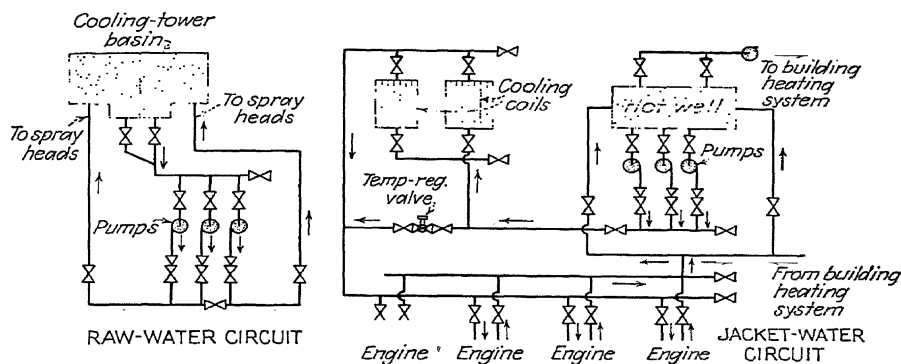 Cooling-tower
basin
To spray
heads
To spray
heads
Pumps
RAW-WATER CIRCUIT
Cooling
coils
Temp-reg.
valve
Hot well
To building
heating
system
Pumps
From building
heating
system
Engine
Engine
Engine
Engine
JACKET-WATER
CIRCUIT